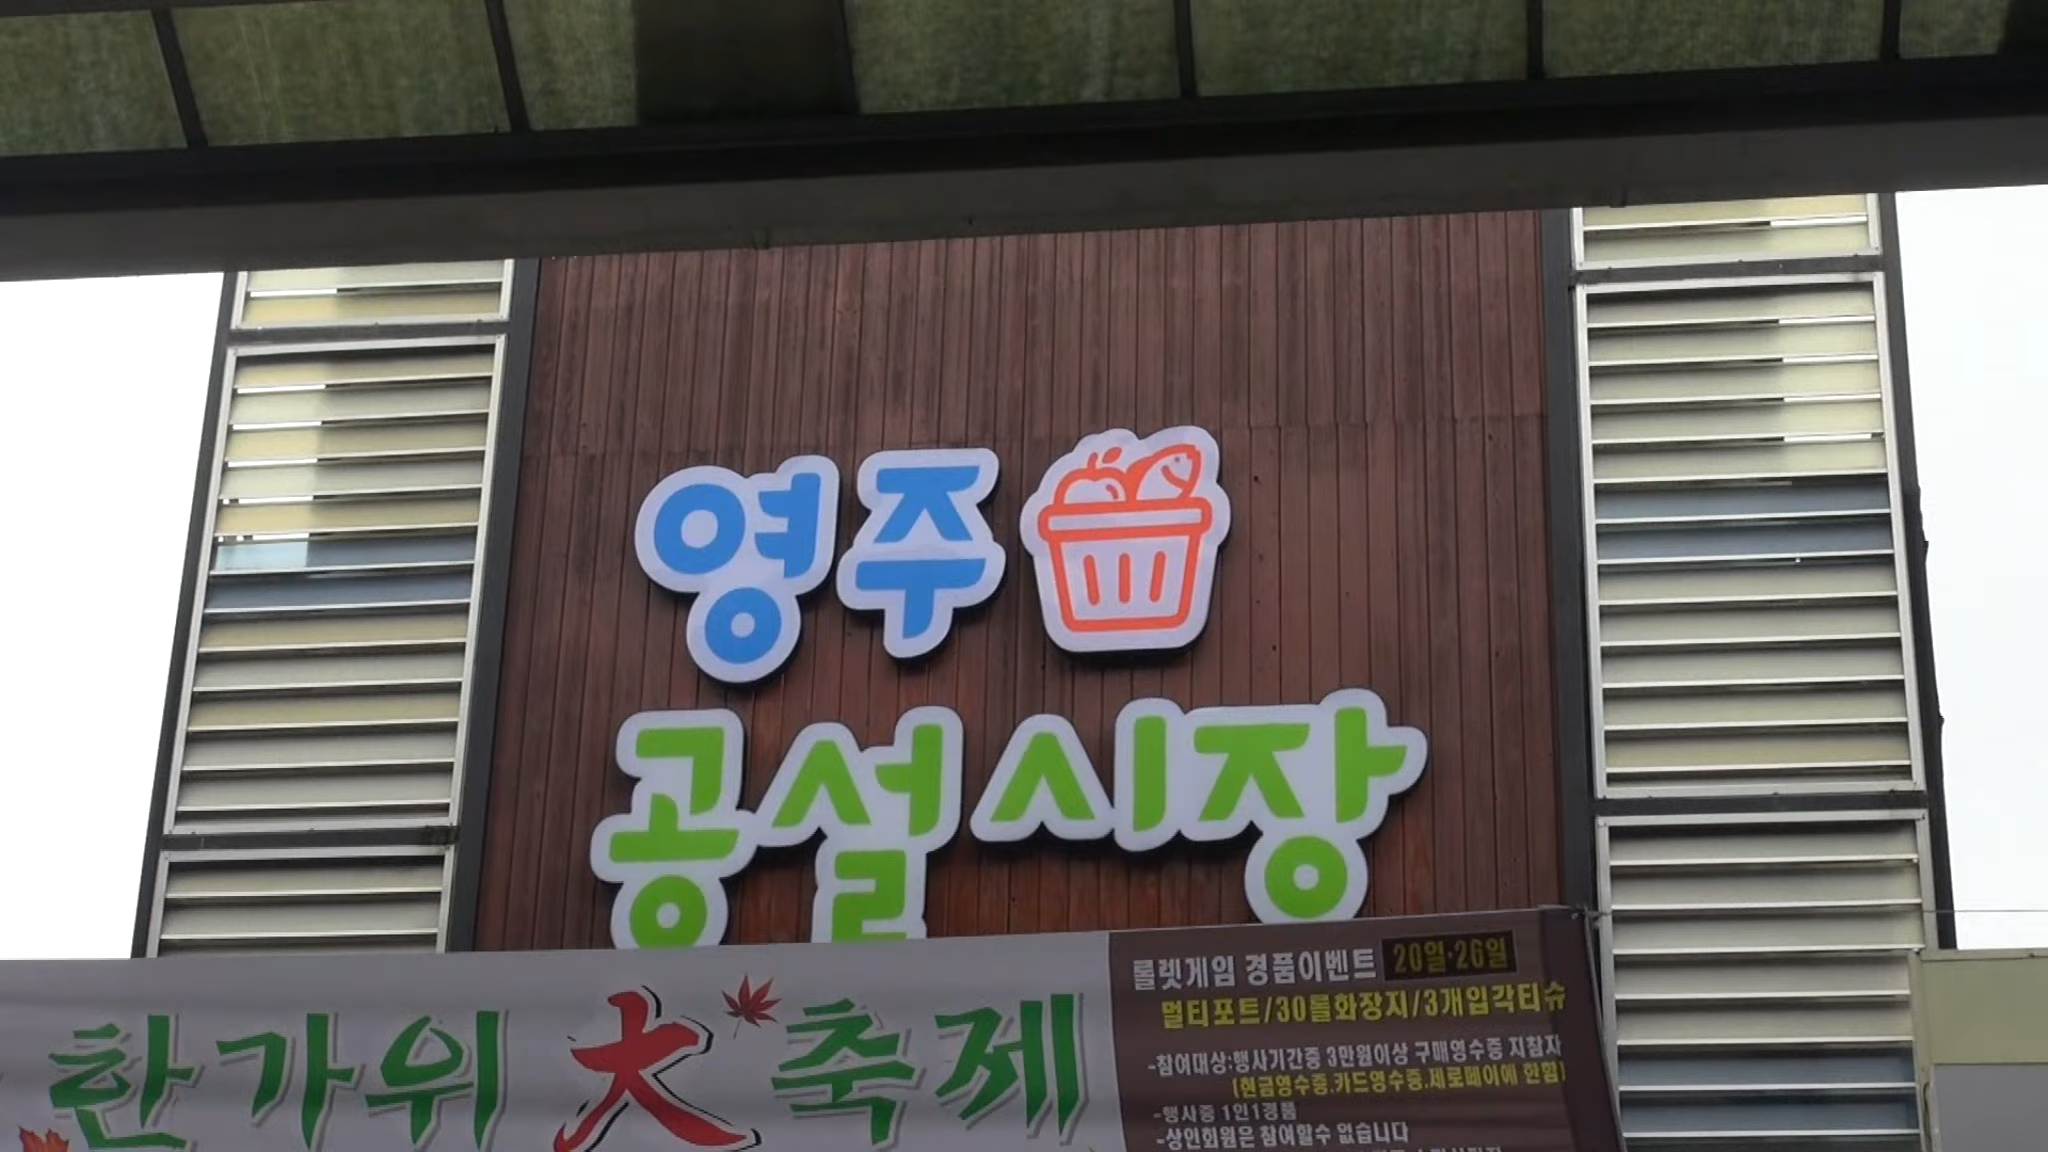 영주
공설시장
한가위 大 축제
룰렛게임 경품이벤트 20일·26일
멀티포트/30롤화장지/3개입각티슈
-참여대상:행사기간중 3만원이상 구매영수증 지참자
(현금영수증.카드영수증.제로페이에 한함)
-행사중 1인1경품
-상인회원은 참여할수 없습니다